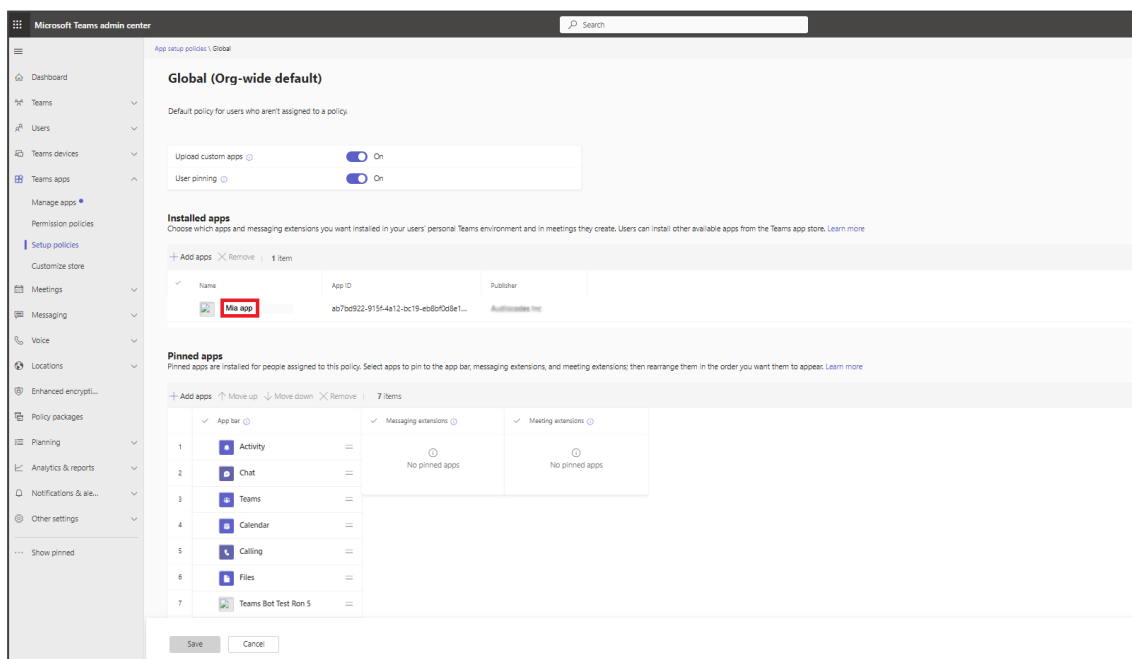 Microsoft Teams admin center
Search
App setup policies \ Global
Dashboard
Teams
Users
Teams devices
Teams apps
Manage apps
Permission policies
Setup policies
Customize store
Meetings
Messaging
Voice
Locations
Enhanced encrypti...
Policy packages
Planning
Analytics & reports
Notifications & ale...
Other settings
Show pinned
Global (Org-wide default)
Default policy for users who aren't assigned to a policy.
Upload custom apps On
User pinning On
Installed apps
Choose which apps and messaging extensions you want installed in your users' personal Teams environment and in meetings they create. Users can install other available apps from the Teams app store. Learn more
Add apps Remove 1 item
Name App ID Publisher
Mia app ab7bd922-915f-4a12-bc19-eb8bf0d8e1...
Pinned apps
Pinned apps are installed for people assigned to this policy. Select apps to pin to the app bar, messaging extensions, and meeting extensions; then rearrange them in the order you want them to appear. Learn more
Add apps Move up Move down Remove 7 items
App bar Messaging extensions Meeting extensions
1 Activity
No pinned apps No pinned apps
2 Chat
3 Teams
4 Calendar
5 Calling
6 Files
7 Teams Bot Test Ron 5
Save Cancel